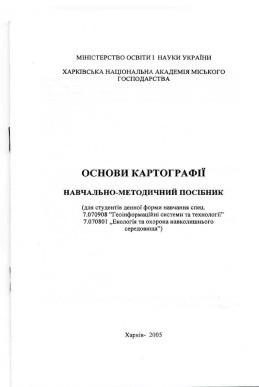 МІНІСТЕРСТВО ОСВІТИ І НАУКИ УКРАЇНИ
ХАРКІВСЬКА НАЦІОНАЛЬНА АКАДЕМІЯ МІСЬКОГО
ГОСПОДАРСТВА
ОСНОВИ КАРТОГРАФІЇ
НАВЧАЛЬНО-МЕТОДИЧНИЙ ПОСІБНИК
(для студентів денної форми навчання спец.
7.070908 "Геоінформаційні системи та технології"
7.070801 „Екологія та охорона навколишнього
середовища")
Харків- 2005